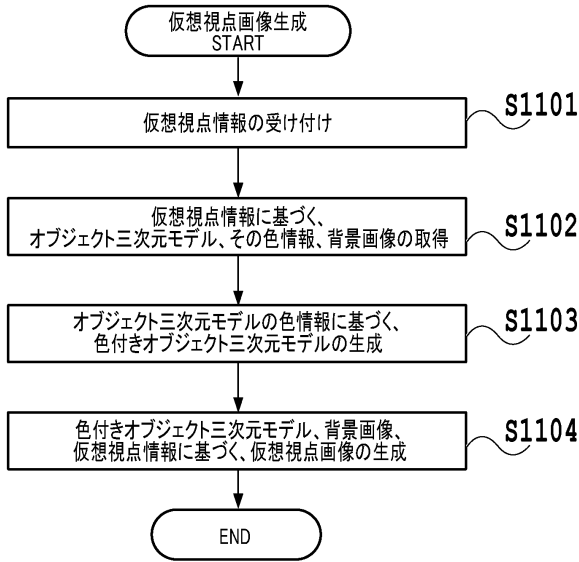 仮想視点画像生成
START
仮想視点情報の受け付け
S1101
仮想視点情報に基づく、
オブジェクト三次元モデル、その色情報、背景画像の取得
S1102
オブジェクト三次元モデルの色情報に基づく、
色付きオブジェクト三次元モデルの生成
S1103
色付きオブジェクト三次元モデル、背景画像、
仮想視点情報に基づく、仮想視点画像の生成
S1104
END